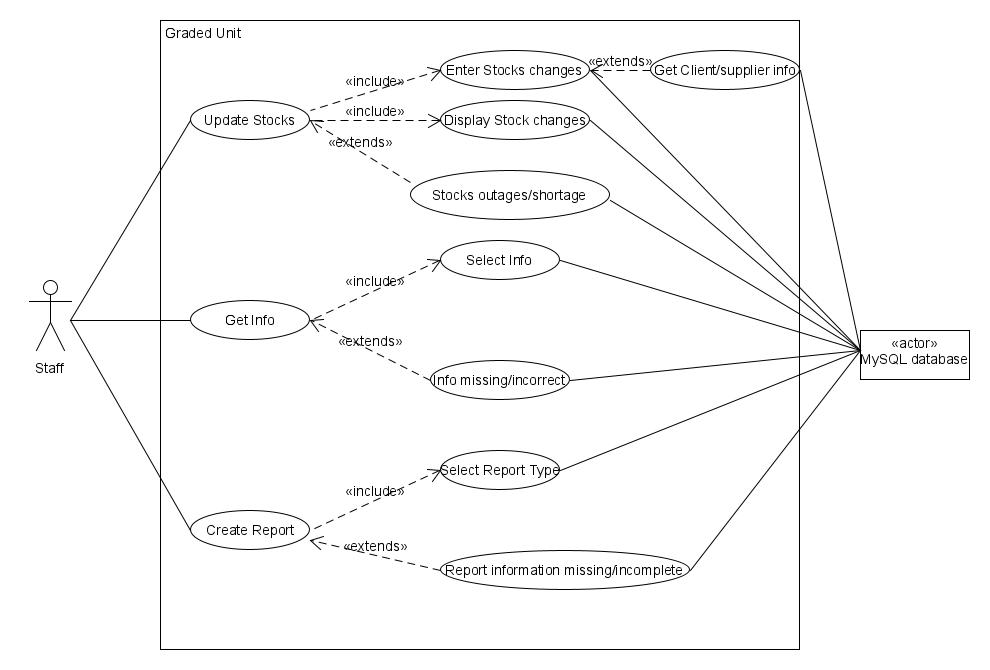 Graded Unit
Enter Stocks changes
«extends»
Get Client/supplier info
«include»
«include»
Update Stocks
Display Stock changes
«extends»
Stocks outages/shortage
Select Info
«include»
Get Info
«extends»
«actor»
MySQL database
Staff
Info missing/incorrect
Select Report Type
«include»
Create Report
«extends»
Report information missing/incomplete